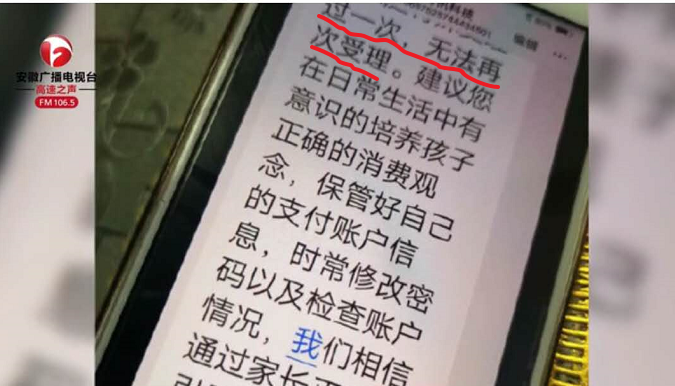 安徽广播电视台
高速之声
FM106.5
编辑
过一次，无法再
次受理。建议您
在日常生活中有
意识的培养孩子
正确的消费观
念，保管好自己
的支付账户信
息，时常修改密
码以及检查账户
情况，我们相信
通过家长